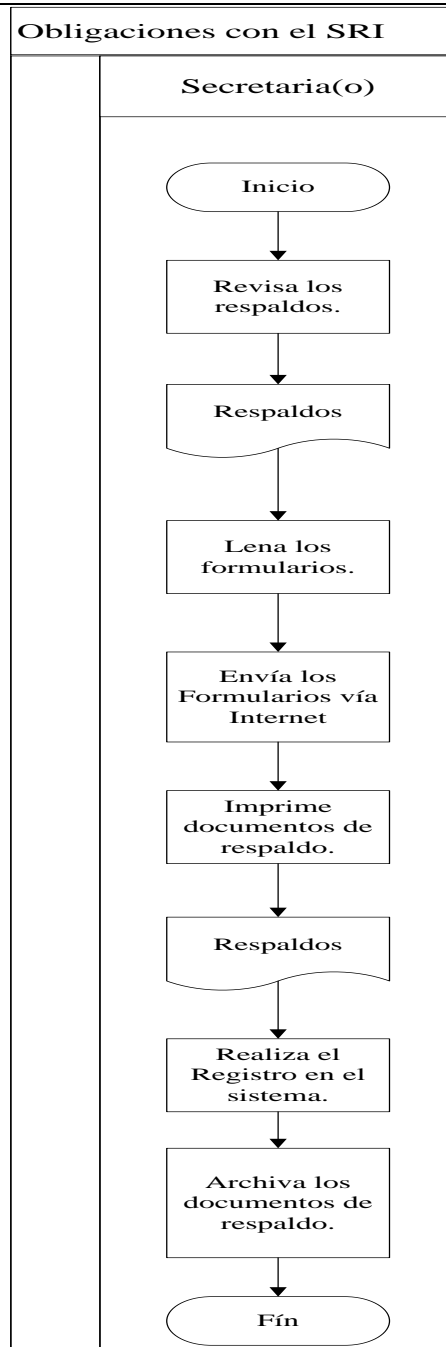 Obligaciones con el SRI
Secretaria(o)
Inicio
Revisa los
respaldos.
Respaldos
Lena los
formularios.
Envía los
Formularios vía
Internet
Imprime
documentos de
respaldo.
Respaldos
Realiza el
Registro en el
sistema.
Archiva los
documentos de
respaldo.
Fín